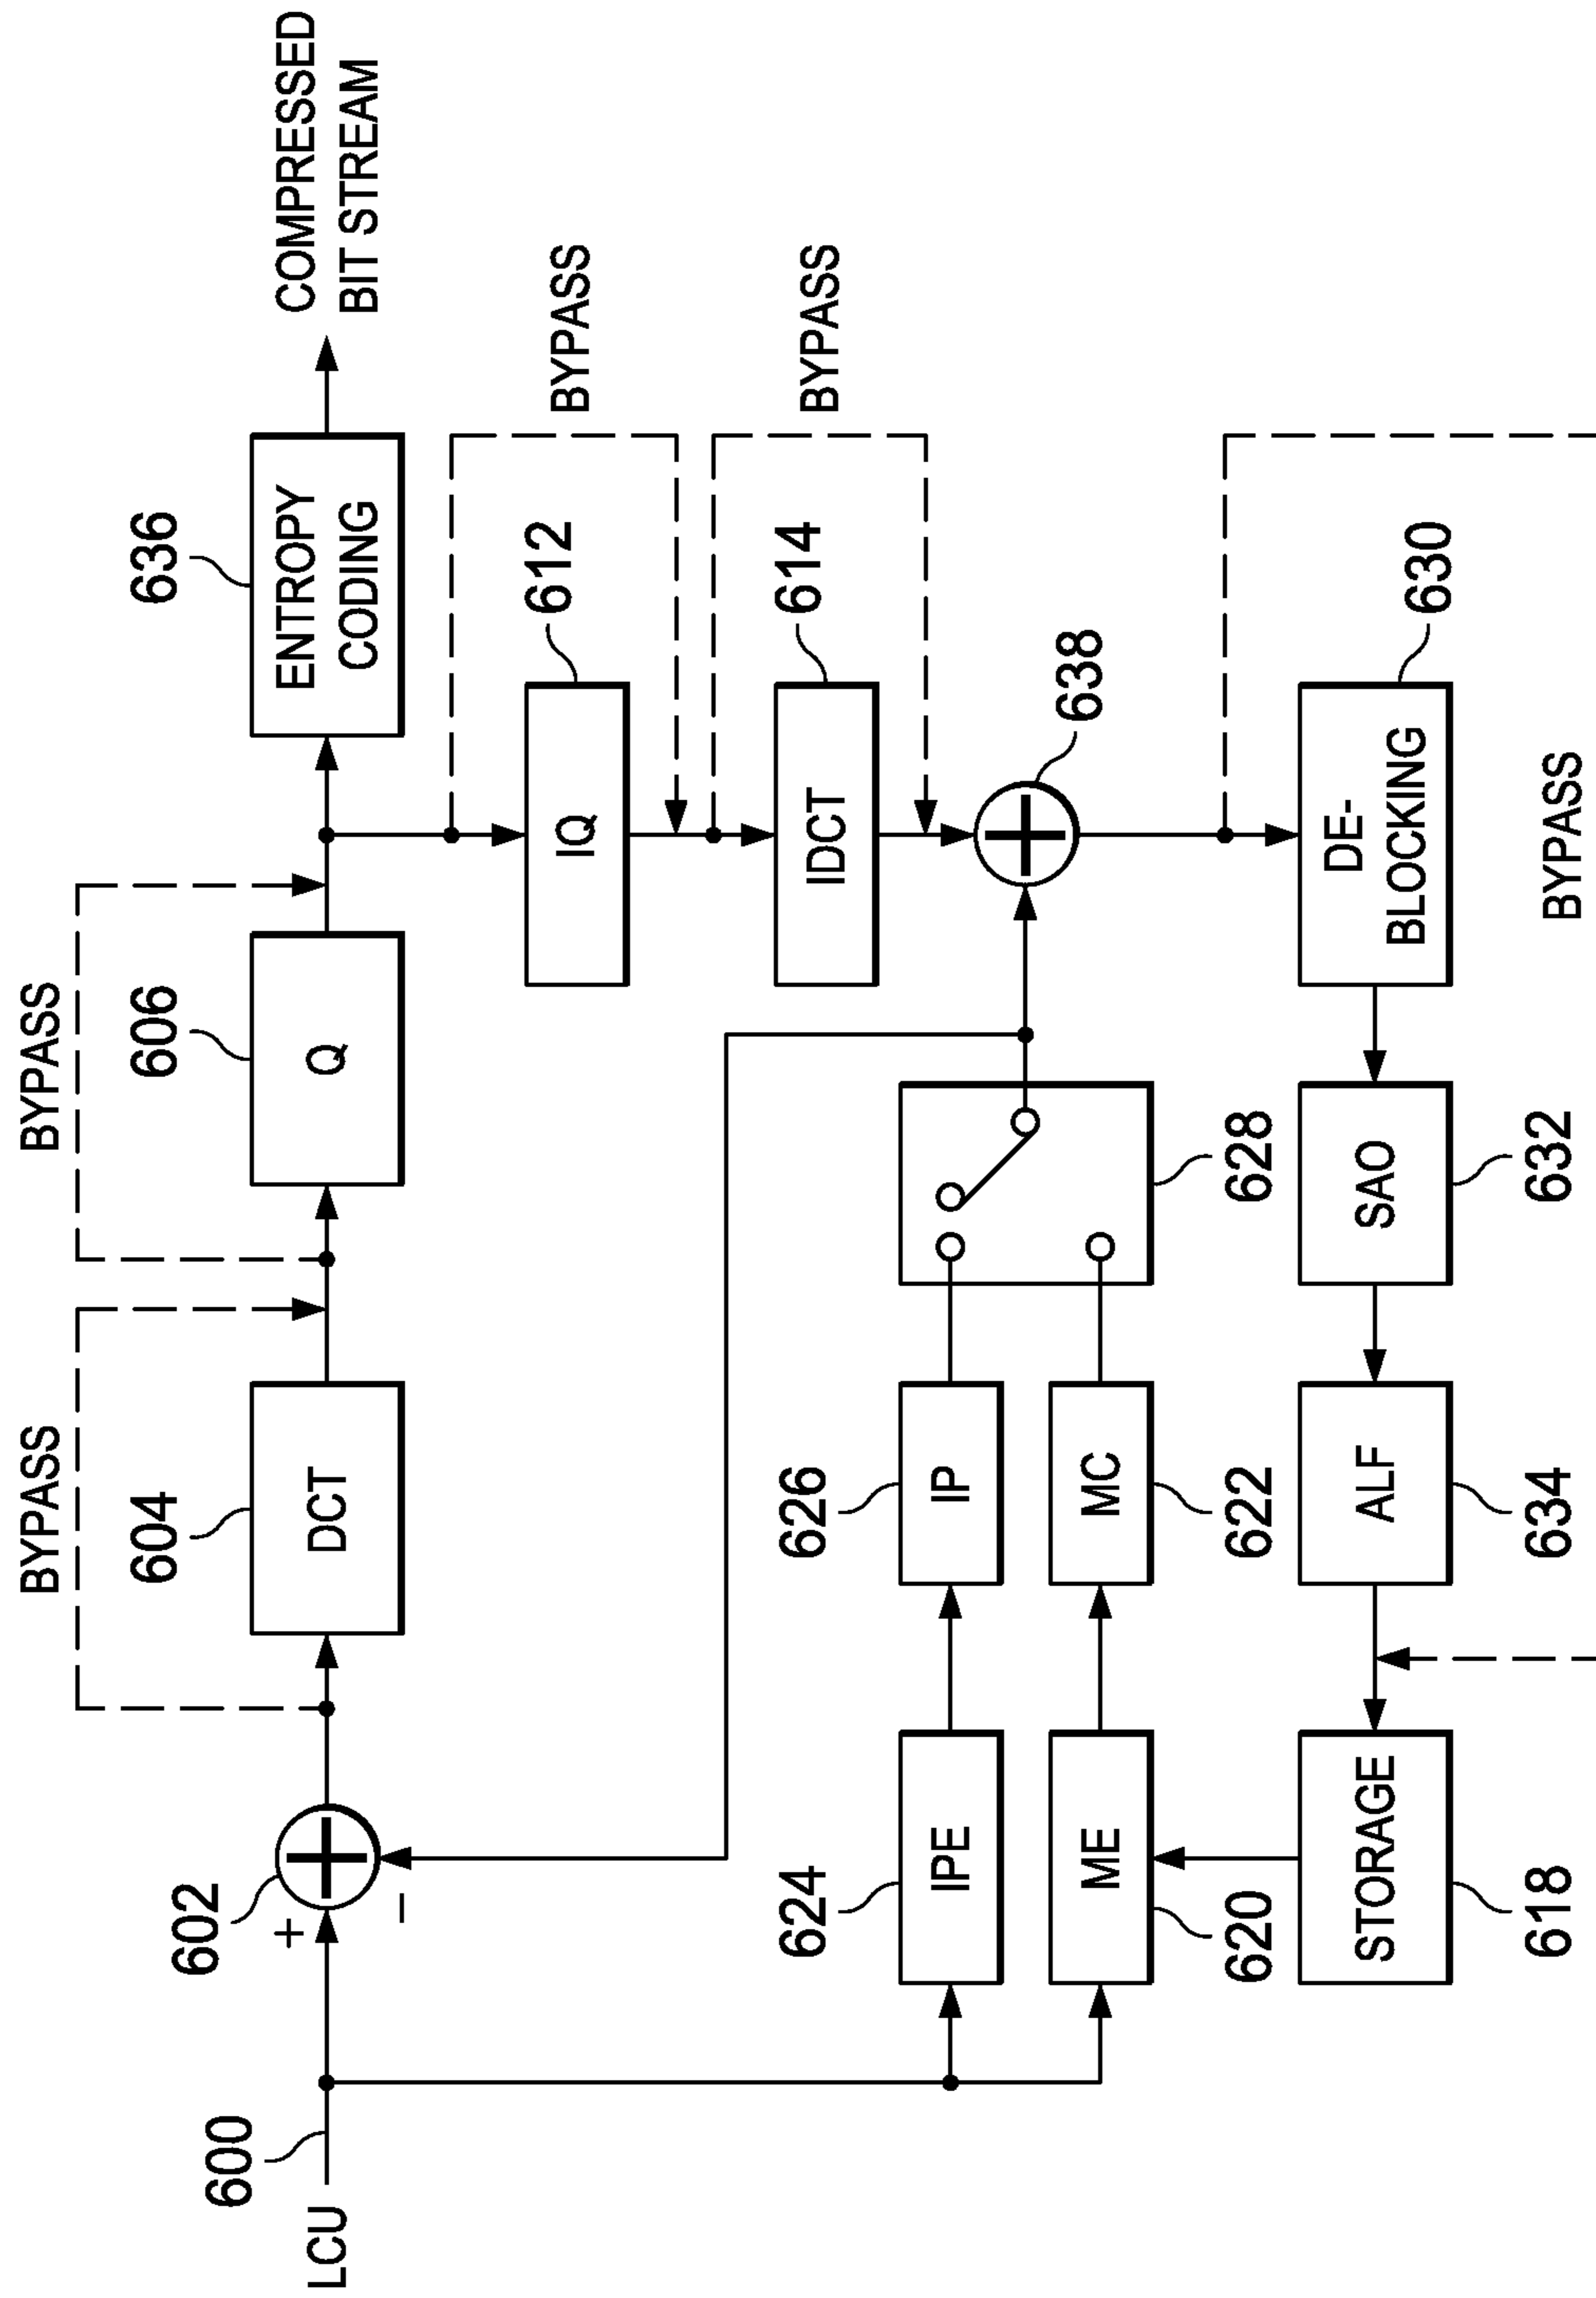 BYPASS
BYPASS
604
606
636
602
600
LCU
+
−
DCT
Q
ENTROPY
CODING
COMPRESSED
BIT STREAM
612
IQ
BYPASS
614
IDCT
BYPASS
624
626
IPE
IP
638
ME
MC
620
622
628
STORAGE
ALF
SAO
DE-
BLOCKING
630
618
634
632
BYPASS